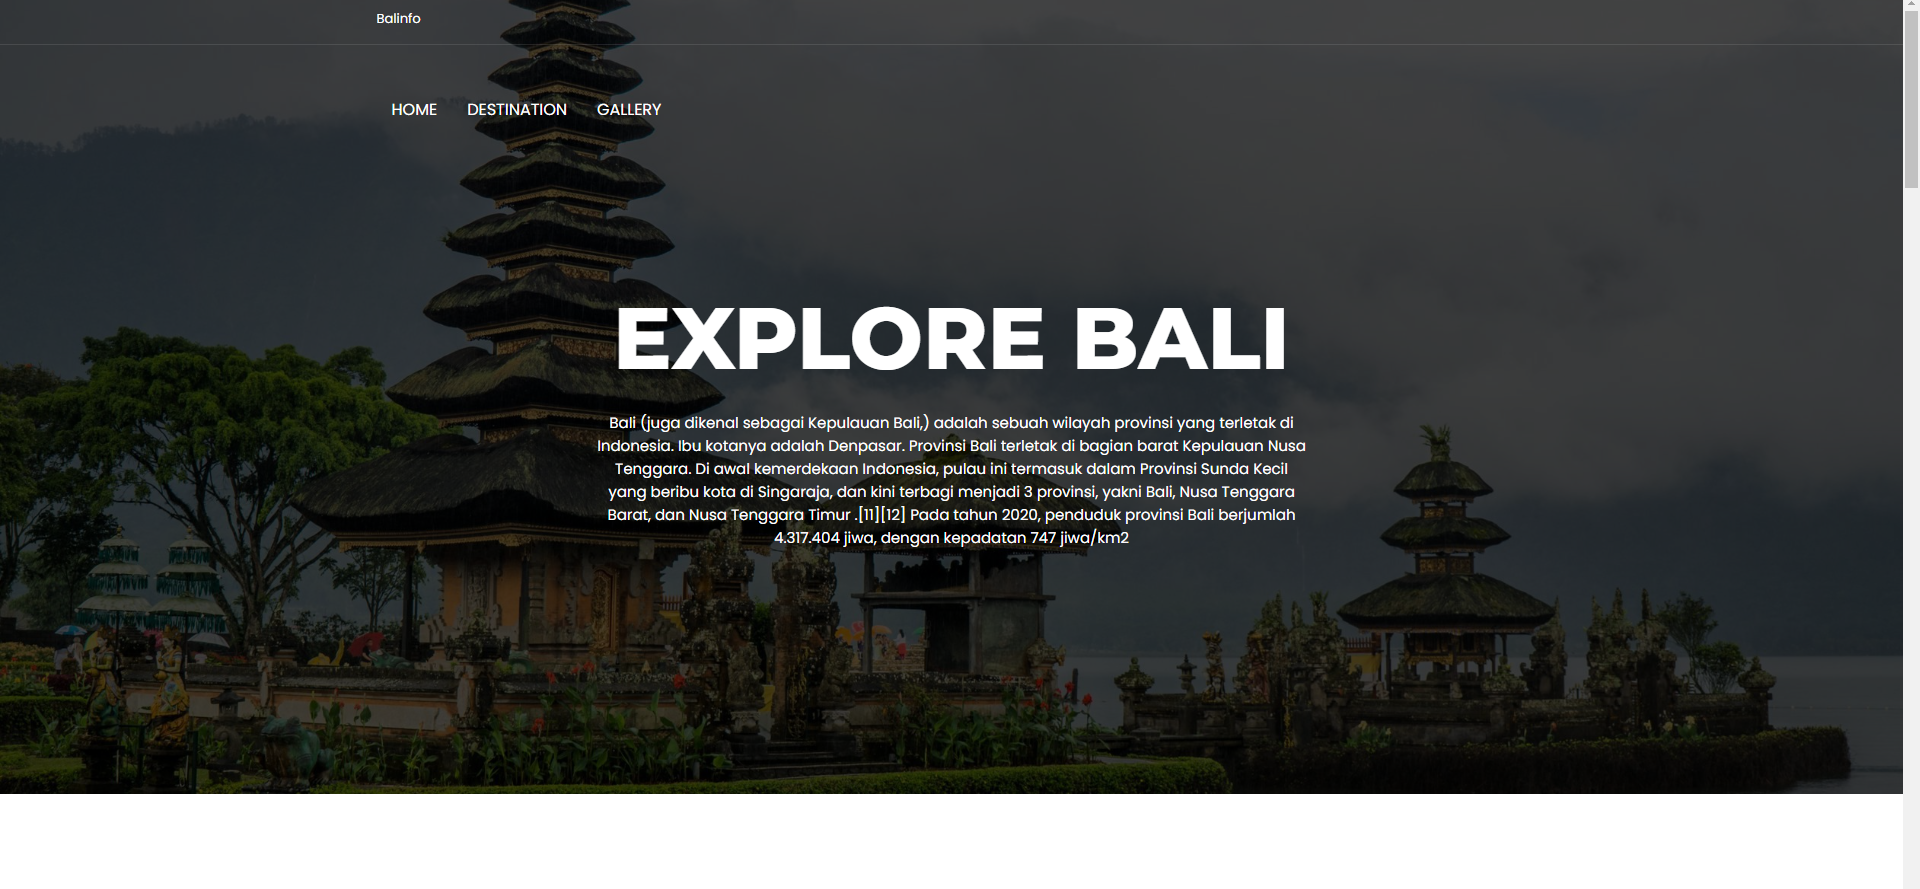 Balinfo
HOME DESTINATION GALLERY
EXPLORE BALI
Bali (juga dikenal sebagai Kepulauan Bali,) adalah sebuah wilayah provinsi yang terletak di
Indonesia. Ibu kotanya adalah Denpasar. Provinsi Bali terletak di bagian barat Kepulauan Nusa
Tenggara. Di awal kemerdekaan Indonesia, pulau ini termasuk dalam Provinsi Sunda Kecil
yang beribu kota di Singaraja, dan kini terbagi menjadi 3 provinsi, yakni Bali, Nusa Tenggara
Barat, dan Nusa Tenggara Timur .[11][12] Pada tahun 2020, penduduk provinsi Bali berjumlah
4.317.404 jiwa, dengan kepadatan 747 jiwa/km2